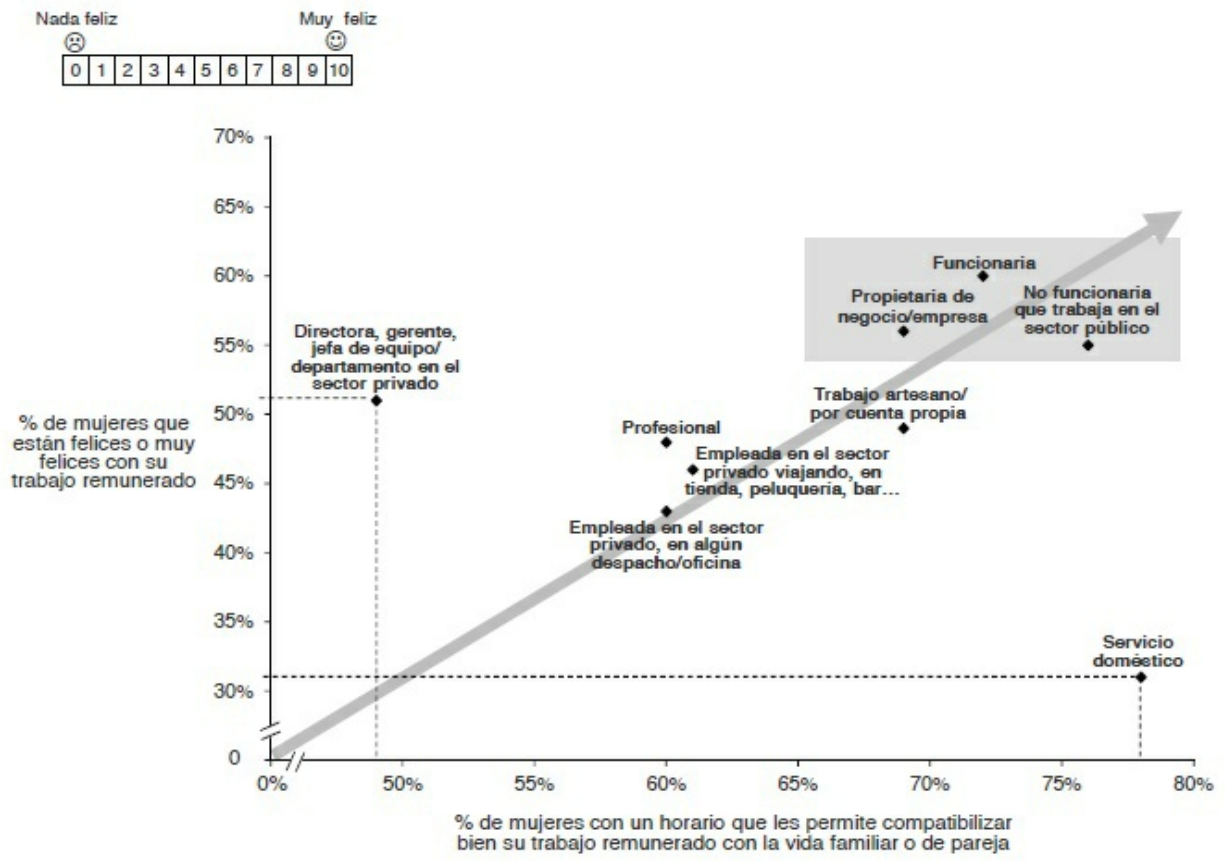 Nada feliz
Muy feliz
0 1 2 3 4 5 6 7 8 9 10
70%
65%
60%
55%
50%
45%
40%
35%
30%
0
% de mujeres que
están felices o muy
felices con su
trabajo remunerado
Directora, gerente,
jefa de equipo/
departamento en el
sector privado
Funcionaria
Propietaria de
negocio/empresa
No funcionaria
que trabaja en el
sector público
Trabajo artesano/
por cuenta propia
Profesional
Empleada en el sector
privado viajando, en
tienda, peluquería, bar...
Empleada en el sector
privado, en algún
despacho/oficina
Servicio
doméstico
0% 50% 55% 60% 65% 70% 75% 80%
% de mujeres con un horario que les permite compatibilizar
bien su trabajo remunerado con la vida familiar o de pareja